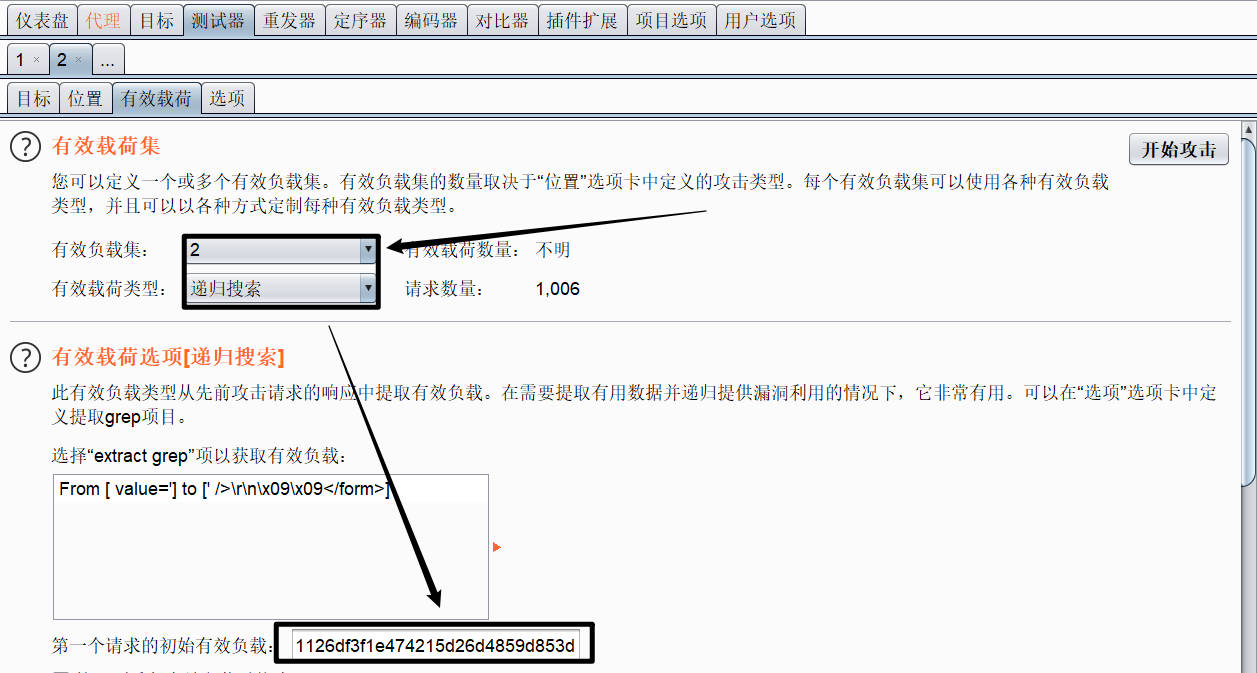 仪表盘 代理 目标 测试器 重发器 定序器 编码器 对比器 插件扩展 项目选项 用户选项
1 × 2 × ...
目标 位置 有效载荷 选项
? 有效载荷集 开始攻击
您可以定义一个或多个有效负载集。有效负载集的数量取决于“位置”选项卡中定义的攻击类型。每个有效负载集可以使用各种有效负载
类型，并且可以以各种方式定制每种有效负载类型。
有效负载集： 2 有效载荷数量： 不明
有效载荷类型： 递归搜索 请求数量： 1,006
? 有效载荷选项[递归搜索]
此有效负载类型从先前攻击请求的响应中提取有效负载。在需要提取有用数据并递归提供漏洞利用的情况下，它非常有用。可以在“选项”选项卡中定
义提取grep项目。
选择“extract grep”项以获取有效负载：
From [ value='] to [' />\r\n\x09\x09</form>]
第一个请求的初始有效负载： 1126df3f1e474215d26d4859d853d